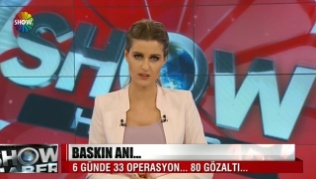 SHOW
SHOW
BASKIN ANI...
SHOW
HABER
6 GÜNDE 33 OPERASYON... 80 GÖZALTI...